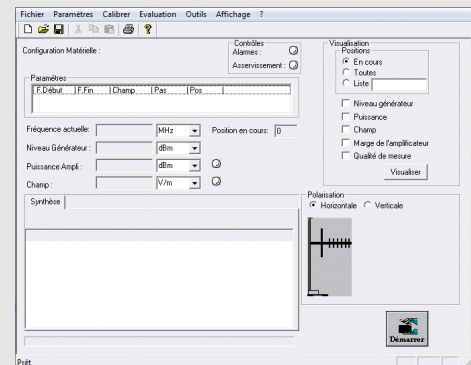 Fichier Paramètres Calibrer Evaluation Outils Affichage ?
Configuration Matérielle :
Contrôles
Alarmes :
Asservissement :
Visualisation
Positions
En cours
Toutes
Liste
Niveau générateur
Puissance
Champ
Marge de l'amplificateur
Qualité de mesure
Visualiser
Paramètres
F.Début F.Fin Champ Pas Pos
Fréquence actuelle: MHz Position en cours: 0
Niveau Générateur : dBm
Puissance Ampli : dBm
Champ : V/m
Synthèse
Polarisation
Horizontale Verticale
Démarrer
Prêt